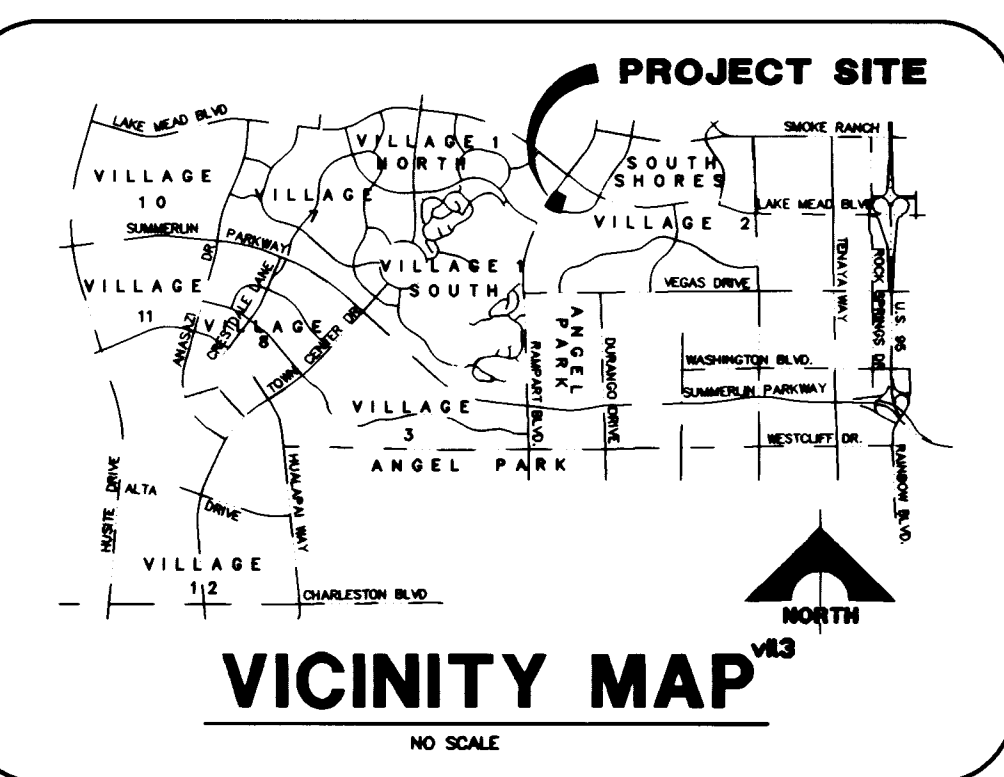 PROJECT SITE
LAKE MEAD BLVD
SMOKE RANCH
VILLAGE 1
NORTH
SOUTH
SHORES
VILLAGE
10
VILLAGE
7
LAKE MEAD BLVD
VILLAGE 2
SUMMERLIN PARKWAY
DR.
ANASAZI
TENAYA WAY
ROCK SPRINGS DR.
U.S. 95
VILLAGE 1
SOUTH
VEGAS DRIVE
VILLAGE
11
CRESTDALE LANE
VILLAGE
8
TOWN CENTER DR.
ANGEL
PARK
RAMPART BLVD.
DURANGO DRIVE
WASHINGTON BLVD.
SUMMERLIN PARKWAY
VILLAGE
3
WESTCLIFF DR.
ANGEL PARK
RAINBOW BLVD.
HUALAPAI WAY
HUSITE DRIVE
ALTA DRIVE
VILLAGE
12
CHARLESTON BLVD
NORTH
vil.3
VICINITY MAP
NO SCALE